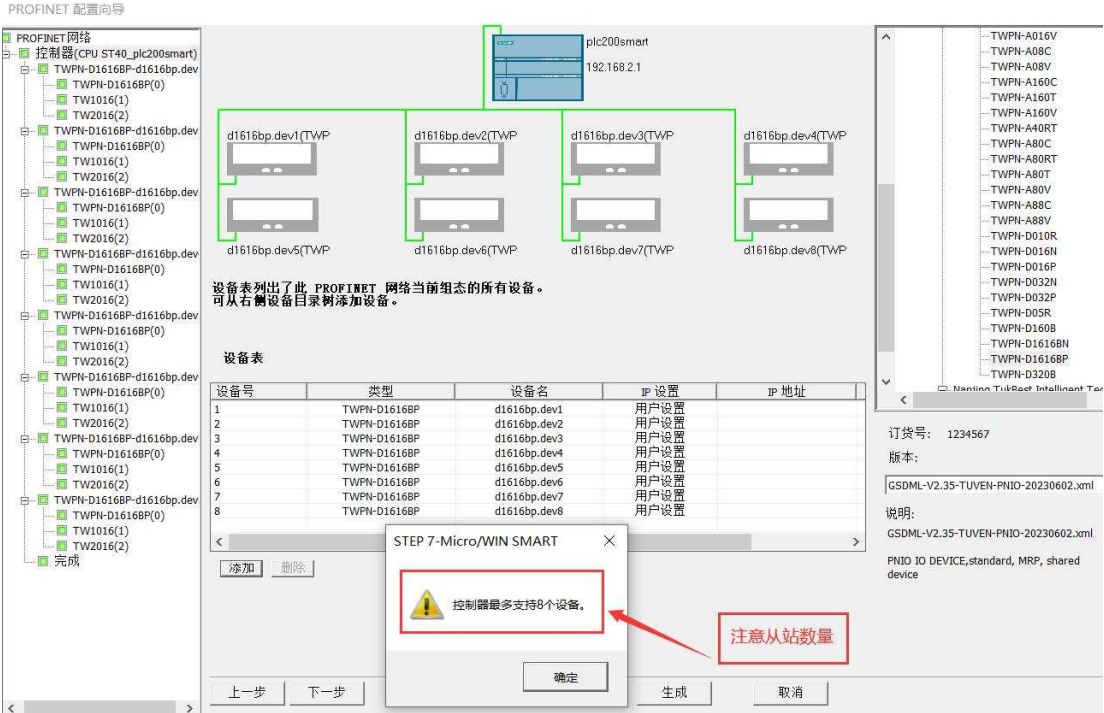 PROFINET 配置向导
PROFINET网络
控制器(CPU ST40_plc200smart)
TWPN-D1616BP-d1616bp.dev
TWPN-D1616BP(0)
TW1016(1)
TW2016(2)
TWPN-D1616BP-d1616bp.dev
TWPN-D1616BP(0)
TW1016(1)
TW2016(2)
TWPN-D1616BP-d1616bp.dev
TWPN-D1616BP(0)
TW1016(1)
TW2016(2)
TWPN-D1616BP-d1616bp.dev
TWPN-D1616BP(0)
TW1016(1)
TW2016(2)
TWPN-D1616BP-d1616bp.dev
TWPN-D1616BP(0)
TW1016(1)
TW2016(2)
TWPN-D1616BP-d1616bp.dev
TWPN-D1616BP(0)
TW1016(1)
TW2016(2)
TWPN-D1616BP-d1616bp.dev
TWPN-D1616BP(0)
TW1016(1)
TW2016(2)
TWPN-D1616BP-d1616bp.dev
TWPN-D1616BP(0)
TW1016(1)
TW2016(2)
完成
plc200smart
192.168.2.1
d1616bp.dev1(TWP d1616bp.dev2(TWP d1616bp.dev3(TWP d1616bp.dev4(TWP
d1616bp.dev5(TWP d1616bp.dev6(TWP d1616bp.dev7(TWP d1616bp.dev8(TWP
设备表列出了此 PROFINET 网络当前组态的所有设备。
可从右侧设备目录树添加设备。
设备表
设备号 类型 设备名 IP 设置 IP 地址
1 TWPN-D1616BP d1616bp.dev1 用户设置
2 TWPN-D1616BP d1616bp.dev2 用户设置
3 TWPN-D1616BP d1616bp.dev3 用户设置
4 TWPN-D1616BP d1616bp.dev4 用户设置
5 TWPN-D1616BP d1616bp.dev5 用户设置
6 TWPN-D1616BP d1616bp.dev6 用户设置
7 TWPN-D1616BP d1616bp.dev7 用户设置
8 TWPN-D1616BP d1616bp.dev8 用户设置
添加 删除
STEP 7-Micro/WIN SMART
控制器最多支持8个设备。
确定
注意从站数量
上一步 下一步 生成 取消
TWPN-A016V
TWPN-A08C
TWPN-A08V
TWPN-A160C
TWPN-A160T
TWPN-A160V
TWPN-A40RT
TWPN-A80C
TWPN-A80RT
TWPN-A80T
TWPN-A80V
TWPN-A88C
TWPN-A88V
TWPN-D010R
TWPN-D016N
TWPN-D016P
TWPN-D032N
TWPN-D032P
TWPN-D05R
TWPN-D160B
TWPN-D1616BN
TWPN-D1616BP
TWPN-D320B
Nanjing TukBest Intelligent Tec
订货号: 1234567
版本:
GSDML-V2.35-TUVEN-PNIO-20230602.xml
说明:
GSDML-V2.35-TUVEN-PNIO-20230602.xml
PNIO IO DEVICE,standard, MRP, shared
device